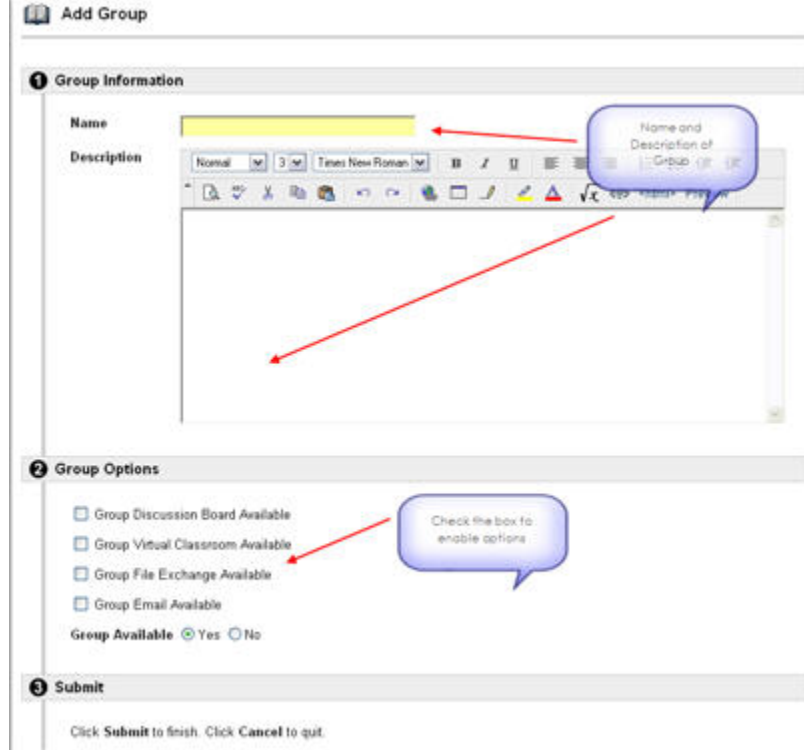 Add Group
1 Group Information
Name
Name and
Description of
Group
Description
Normal 3 Times New Roman B I U
ABC √x Preview
2 Group Options
Group Discussion Board Available
Group Virtual Classroom Available
Group File Exchange Available
Group Email Available
Check the box to
enable options
Group Available Yes No
3 Submit
Click Submit to finish. Click Cancel to quit.